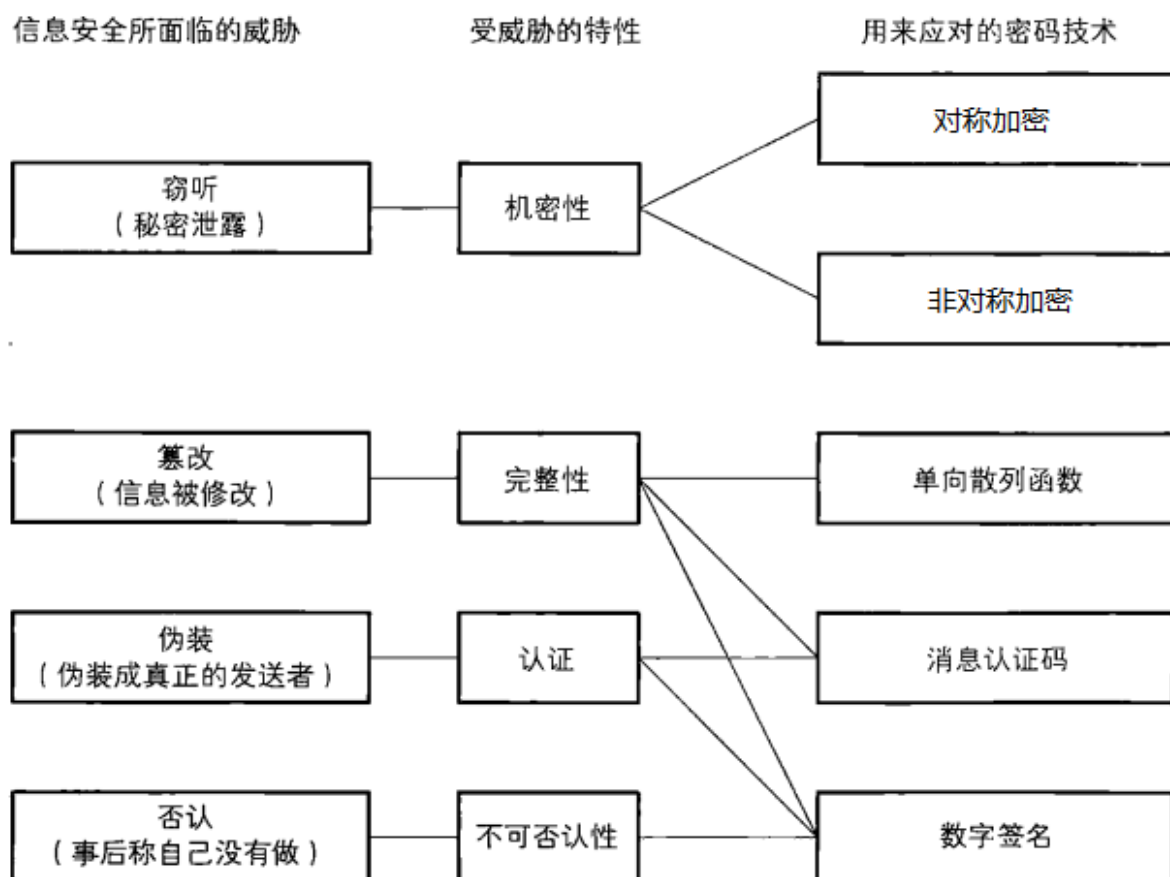 信息安全所面临的威胁 受威胁的特性 用来应对的密码技术
对称加密
窃听
（秘密泄露）
机密性
非对称加密
篡改
（信息被修改）
完整性
单向散列函数
伪装
（伪装成真正的发送者）
认证
消息认证码
否认
（事后称自己没有做）
不可否认性
数字签名